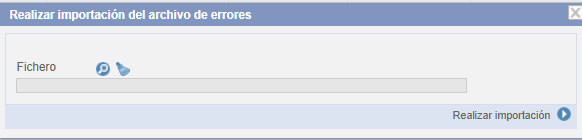 Realizar importación del archivo de errores
Fichero
Realizar importación